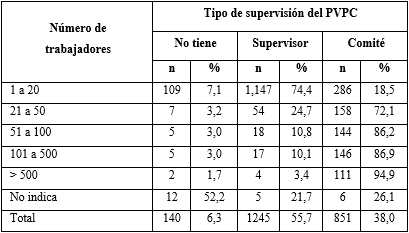 Número de trabajadores
Tipo de supervisión del PVPC
No tiene Supervisor Comité
n % n % n %
1 a 20 109 7,1 1,147 74,4 286 18,5
21 a 50 7 3,2 54 24,7 158 72,1
51 a 100 5 3,0 18 10,8 144 86,2
101 a 500 5 3,0 17 10,1 146 86,9
> 500 2 1,7 4 3,4 111 94,9
No indica 12 52,2 5 21,7 6 26,1
Total 140 6,3 1245 55,7 851 38,0